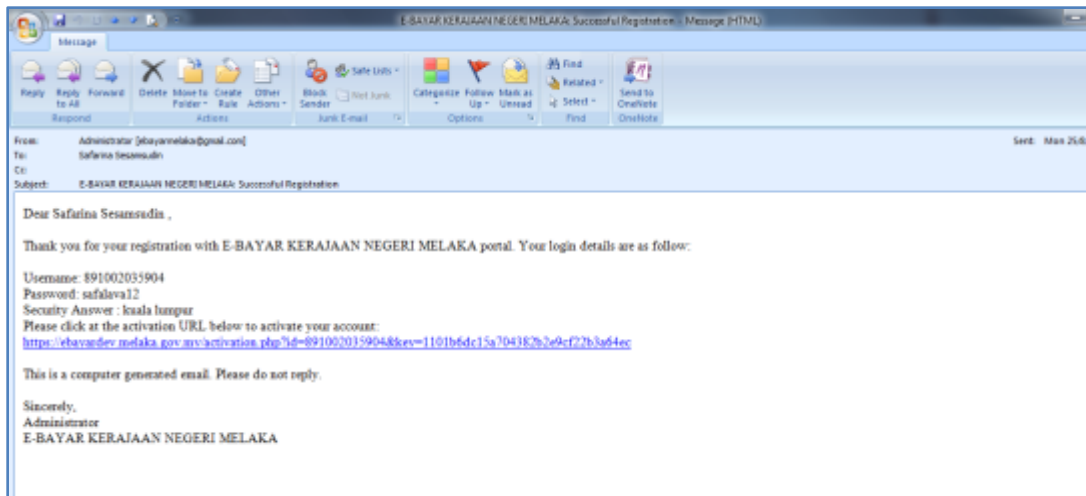 E-BAYAR KERAJAAN NEGERI MELAKA: Successful Registration - Message (HTML)
Message
Reply
Reply to All
Forward
Delete
Move to Folder
Create Rule
Other Actions
Block Sender
Safe Lists
Not Junk
Categorize
Follow Up
Mark as Unread
Find
Related
Select
Send to OneNote
Respond
Actions
Junk E-mail
Options
Find
OneNote
From: Administrator [ebayarmelaka@gmail.com]
Sent: Mon
To: Safarina Sesamsudin
Cc:
Subject: E-BAYAR KERAJAAN NEGERI MELAKA: Successful Registration
Dear Safarina Sesamsudin ,
Thank you for your registration with E-BAYAR KERAJAAN NEGERI MELAKA portal. Your login details are as follow:
Username: 891002035904
Password: safalava12
Security Answer : kuala lumpur
Please click at the activation URL below to activate your account:
https://ebayardev.melaka.gov.my/activation.php?id=891002035904&key=1101b6dc15a704382b2e9cf22b3a64ec
This is a computer generated email. Please do not reply.
Sincerely,
Administrator
E-BAYAR KERAJAAN NEGERI MELAKA